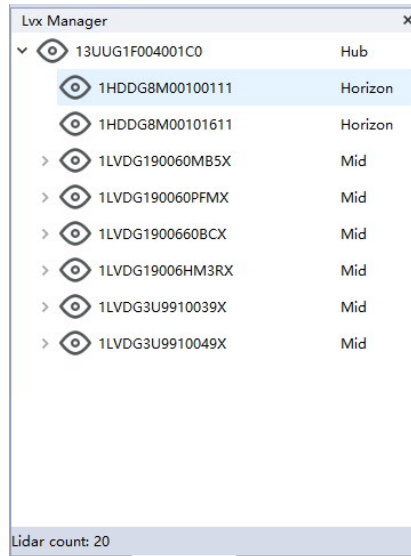 Lvx Manager
13UUG1F004001C0 Hub
1HDDG8M00100111 Horizon
1HDDG8M00101611 Horizon
1LVDG190060MB5X Mid
1LVDG190060PFMX Mid
1LVDG1900660BCX Mid
1LVDG19006HM3RX Mid
1LVDG3U9910039X Mid
1LVDG3U9910049X Mid
Lidar count: 20